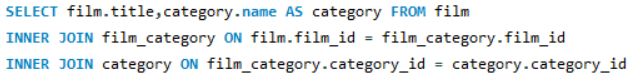 SELECT film.title,category.name AS category FROM film
INNER JOIN film_category ON film.film_id = film_category.film_id
INNER JOIN category ON film_category.category_id = category.category_id